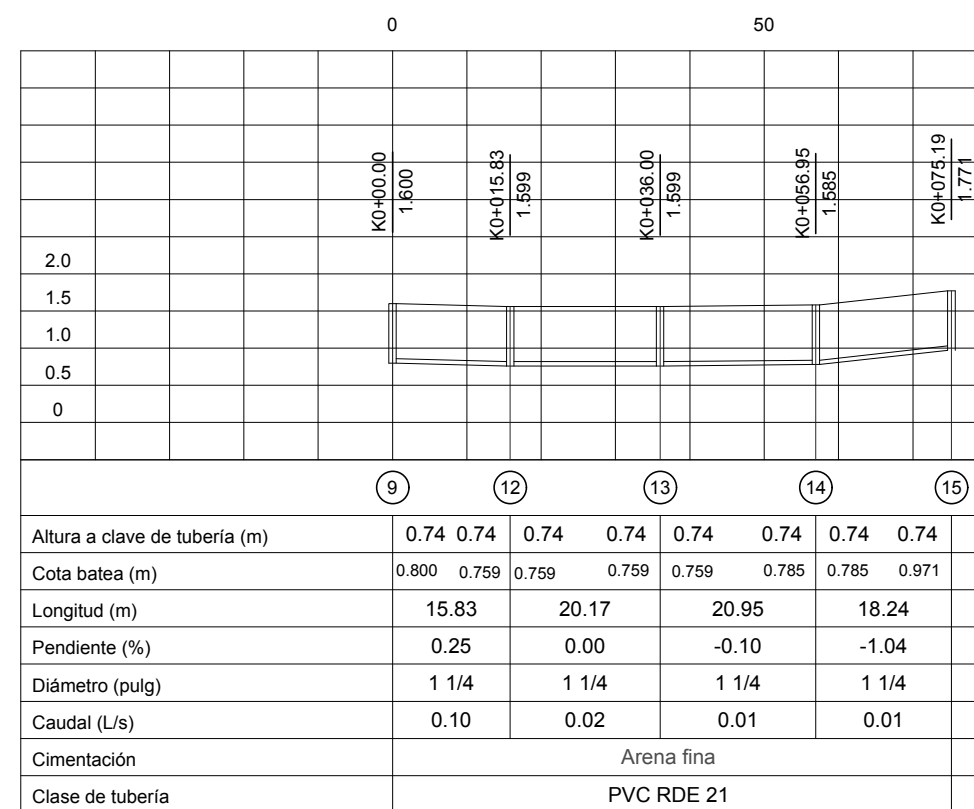 0 50
K0+00.00
1.600
K0+015.83
1.599
K0+036.00
1.599
K0+056.95
1.585
K0+075.19
1.771
2.0
1.5
1.0
0.5
0
9 12 13 14 15
Altura a clave de tubería (m) 0.74 0.74 0.74 0.74 0.74 0.74 0.74 0.74
Cota batea (m) 0.800 0.759 0.759 0.759 0.759 0.785 0.785 0.971
Longitud (m) 15.83 20.17 20.95 18.24
Pendiente (%) 0.25 0.00 -0.10 -1.04
Diámetro (pulg) 1 1/4 1 1/4 1 1/4 1 1/4
Caudal (L/s) 0.10 0.02 0.01 0.01
Cimentación Arena fina
Clase de tubería PVC RDE 21